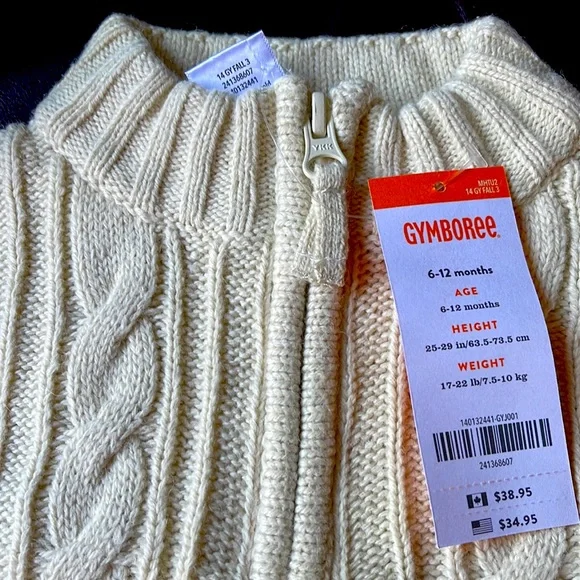 14 GY FALL 3
241368607
140132441
YKK
MH1U2
14 GY FALL 3
GYMBOREE
6-12 months
AGE
6-12 months
HEIGHT
25-29 in/63.5-73.5 cm
WEIGHT
17-22 lb/7.5-10 kg
140132441-GYJ001
241368607
$38.95
$34.95